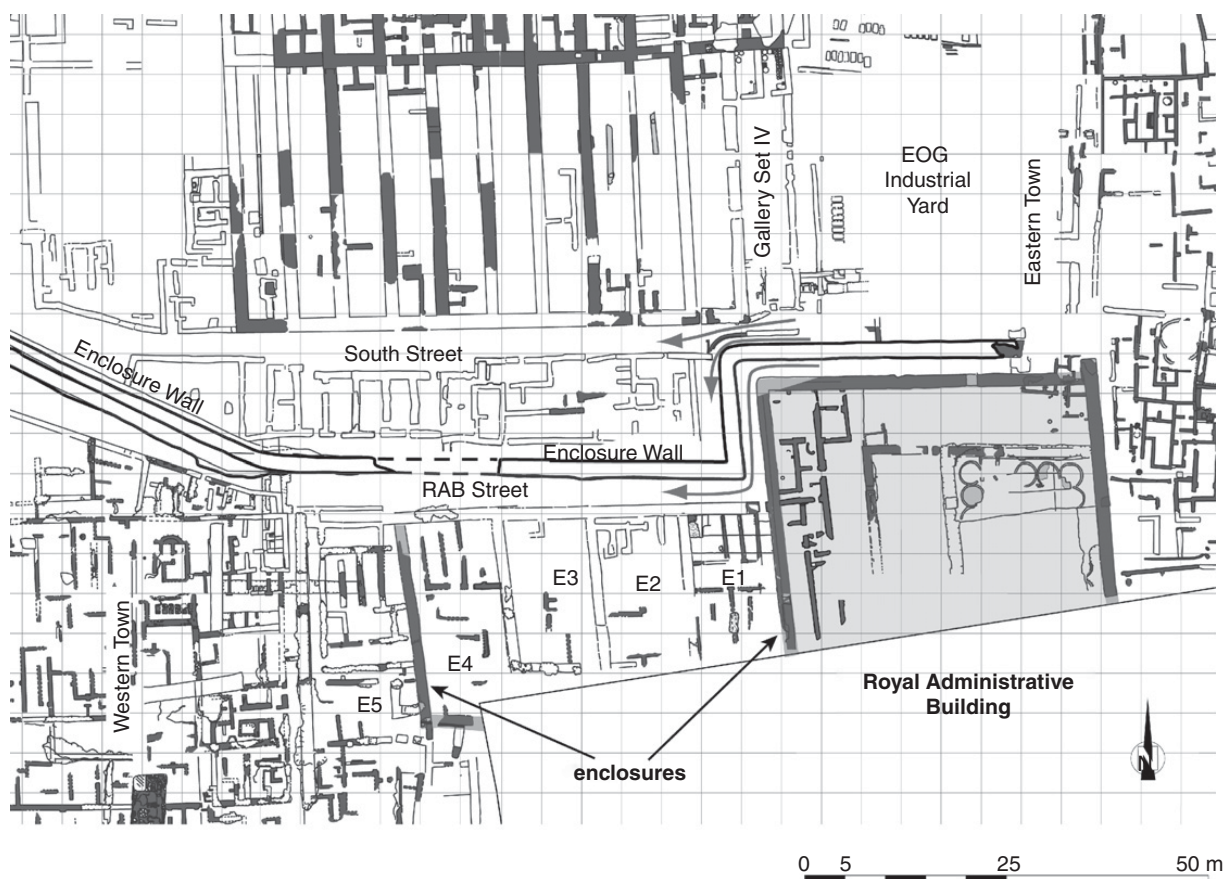 Gallery Set IV
EOG
Industrial
Yard
Eastern Town
Enclosure Wall
South Street
Enclosure Wall
RAB Street
E3
E2
E1
E4
E5
Western Town
Royal Administrative
Building
enclosures
N
0 5 25 50 m